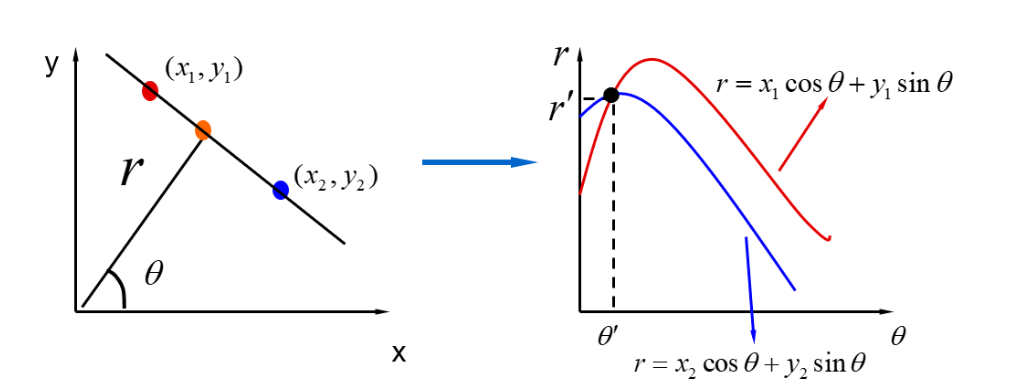 y
(x₁, y₁)
r
(x₂, y₂)
θ
x
r
r = x₁ cos θ + y₁ sin θ
r′
θ′
θ
r = x₂ cos θ + y₂ sin θ